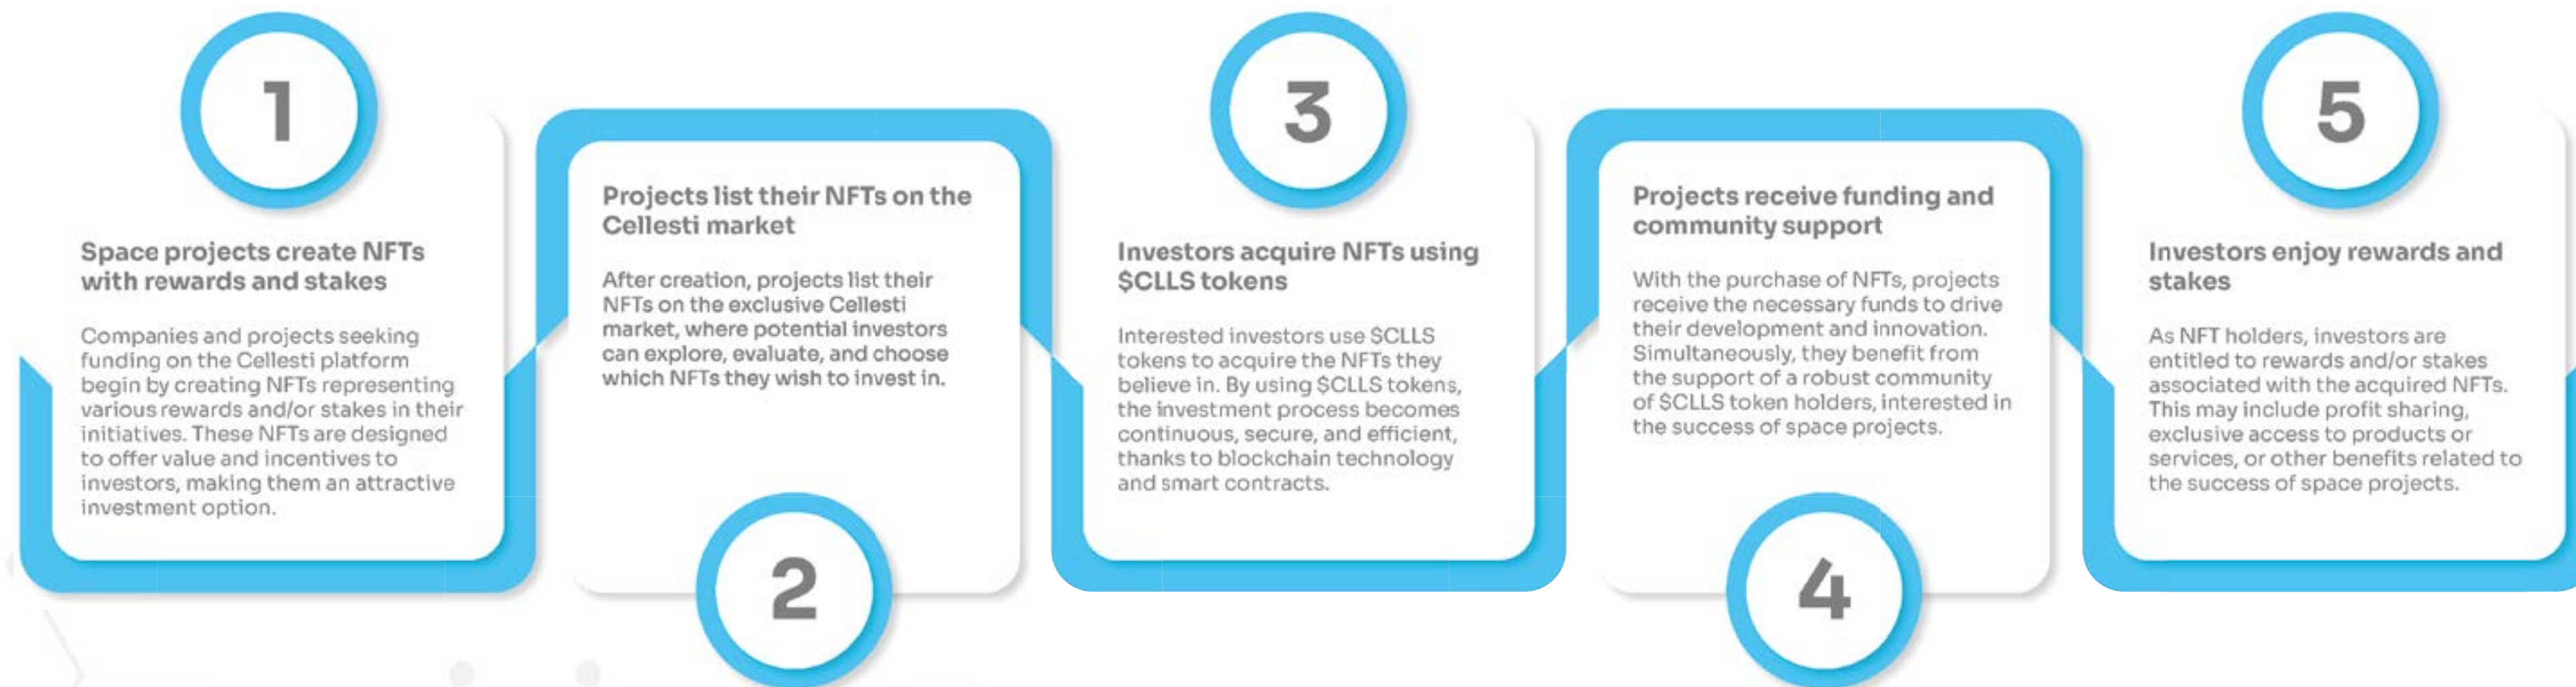 1
Space projects create NFTs
with rewards and stakes
Companies and projects seeking
funding on the Cellesti platform
begin by creating NFTs representing
various rewards and/or stakes in their
initiatives. These NFTs are designed
to offer value and incentives to
investors, making them an attractive
investment option.
Projects list their NFTs on the
Cellesti market
After creation, projects list their
NFTs on the exclusive Cellesti
market, where potential investors
can explore, evaluate, and choose
which NFTs they wish to invest in.
2
3
Investors acquire NFTs using
$CLLS tokens
Interested investors use $CLLS
tokens to acquire the NFTs they
believe in. By using $CLLS tokens,
the investment process becomes
continuous, secure, and efficient,
thanks to blockchain technology
and smart contracts.
Projects receive funding and
community support
With the purchase of NFTs, projects
receive the necessary funds to drive
their development and innovation.
Simultaneously, they benefit from
the support of a robust community
of $CLLS token holders, interested in
the success of space projects.
4
5
Investors enjoy rewards and
stakes
As NFT holders, investors are
entitled to rewards and/or stakes
associated with the acquired NFTs.
This may include profit sharing,
exclusive access to products or
services, or other benefits related to
the success of space projects.